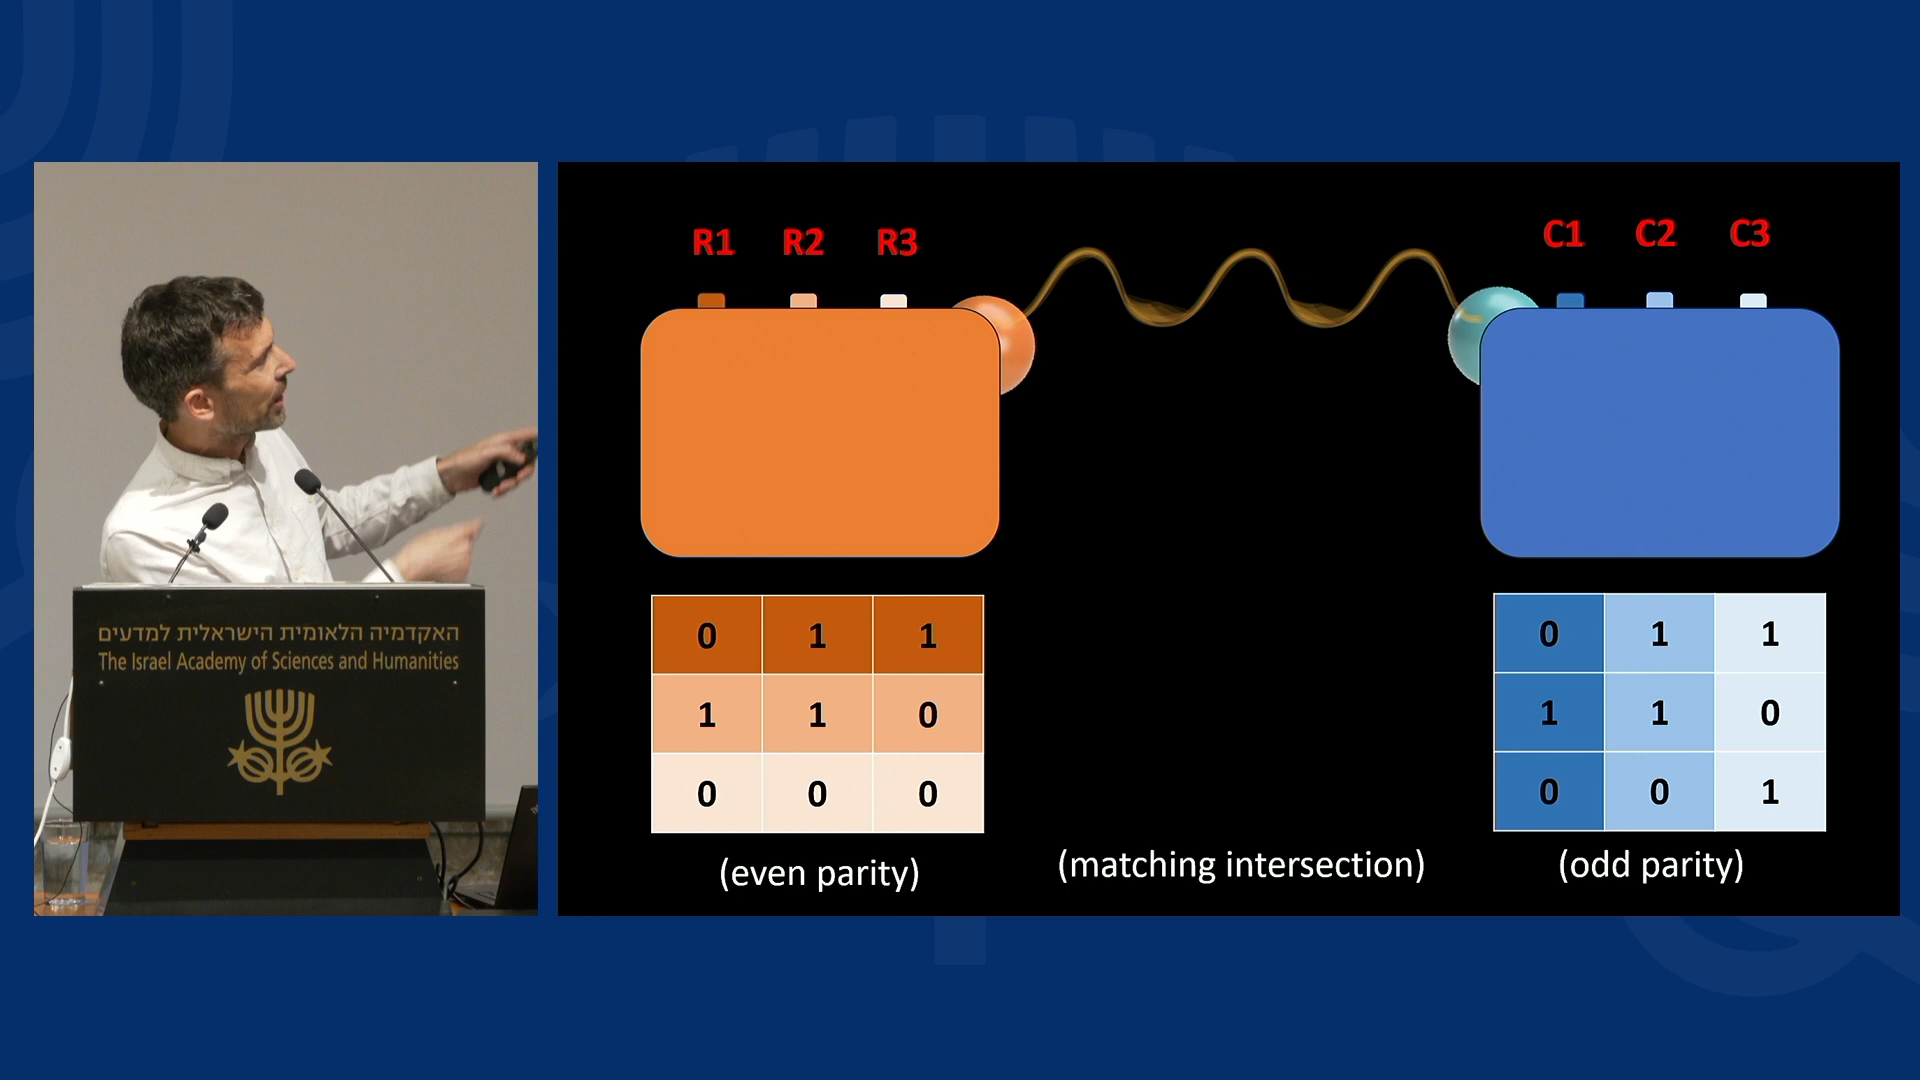 האקדמיה הלאומית הישראלית למדעים
The Israel Academy of Sciences and Humanities
R1 R2 R3
C1 C2 C3
0 1 1
1 1 0
0 0 0
(even parity)
(matching intersection)
0 1 1
1 1 0
0 0 1
(odd parity)